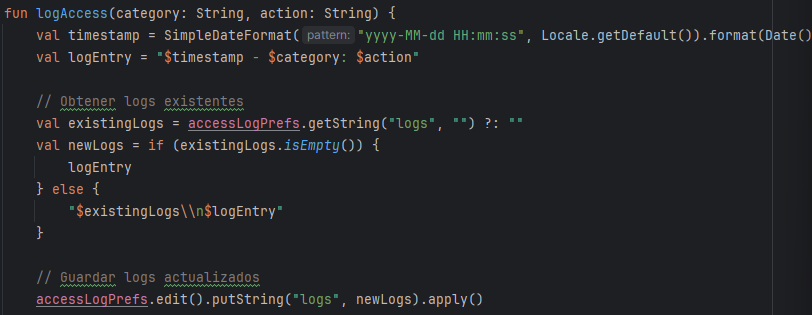 fun logAccess(category: String, action: String) {
val timestamp = SimpleDateFormat( pattern: "yyyy-MM-dd HH:mm:ss", Locale.getDefault()).format(Date()
val logEntry = "$timestamp - $category: $action"
// Obtener logs existentes
val existingLogs = accessLogPrefs.getString("logs", "") ?: ""
val newLogs = if (existingLogs.isEmpty()) {
logEntry
} else {
"$existingLogs\\n$logEntry"
}
// Guardar logs actualizados
accessLogPrefs.edit().putString("logs", newLogs).apply()